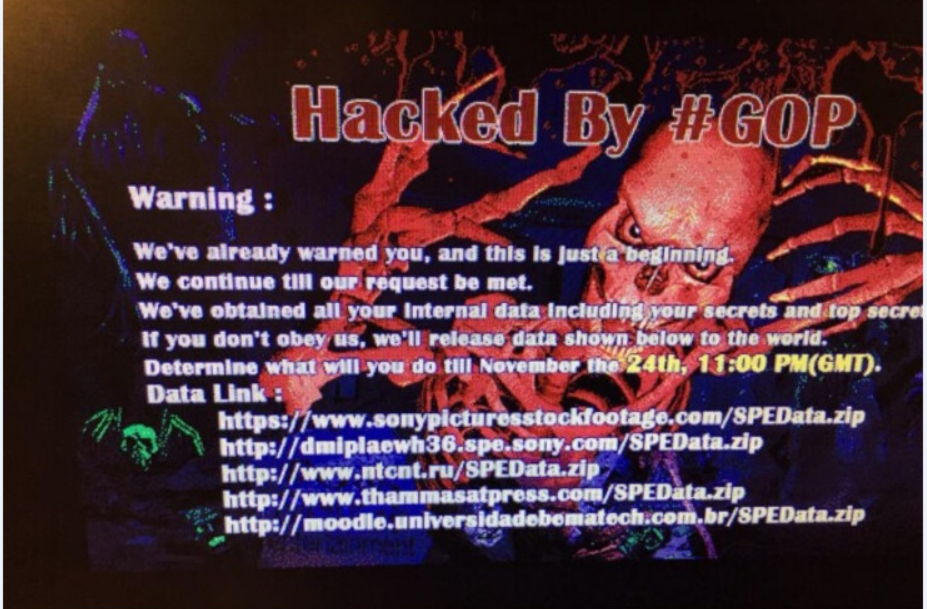 Hacked By #GOP
Warning :
We've already warned you, and this is just a beginning.
We continue till our request be met.
We've obtained all your internal data including your secrets and top secre
If you don't obey us, we'll release data shown below to the world.
Determine what will you do till November the 24th, 11:00 PM(GMT).
Data Link :
https://www.sonypicturesstockfootage.com/SPEData.zip
http://dmiplaewh36.spe.sony.com/SPEData.zip
http://www.ntcnt.ru/SPEData.zip
http://www.thammasatpress.com/SPEData.zip
http://moodle.universidadebematech.com.br/SPEData.zip